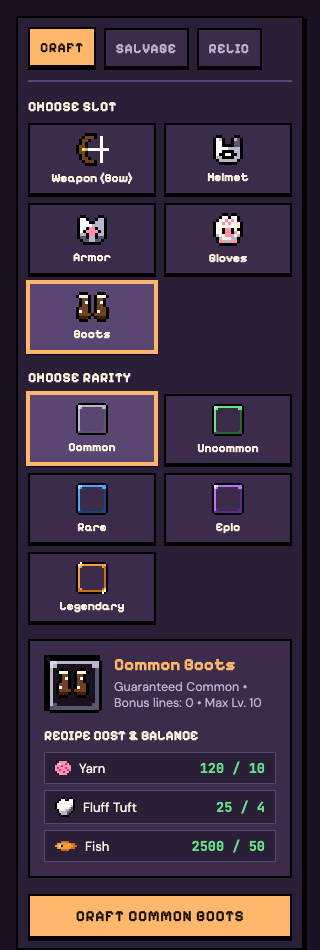 CRAFT
SALVAGE
RELIC
CHOOSE SLOT
Weapon (Bow)
Helmet
Armor
Gloves
Boots
CHOOSE RARITY
Common
Uncommon
Rare
Epic
Legendary
Common Boots
Guaranteed Common •
Bonus lines: 0 • Max Lv. 10
RECIPE COST & BALANCE
Yarn 120 / 10
Fluff Tuft 25 / 4
Fish 2500 / 50
CRAFT COMMON BOOTS